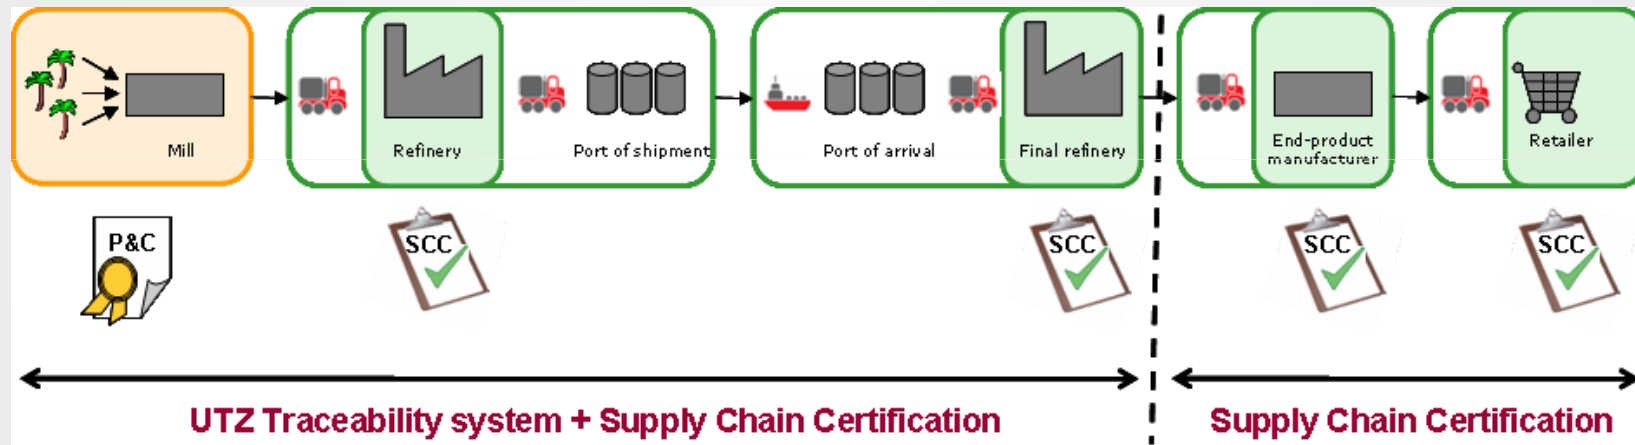 Mill
Refinery
Port of shipment
Port of arrival
Final refinery
End-product
manufacturer
Retailer
P&C
SCC
SCC
SCC
SCC
UTZ Traceability system + Supply Chain Certification
Supply Chain Certification